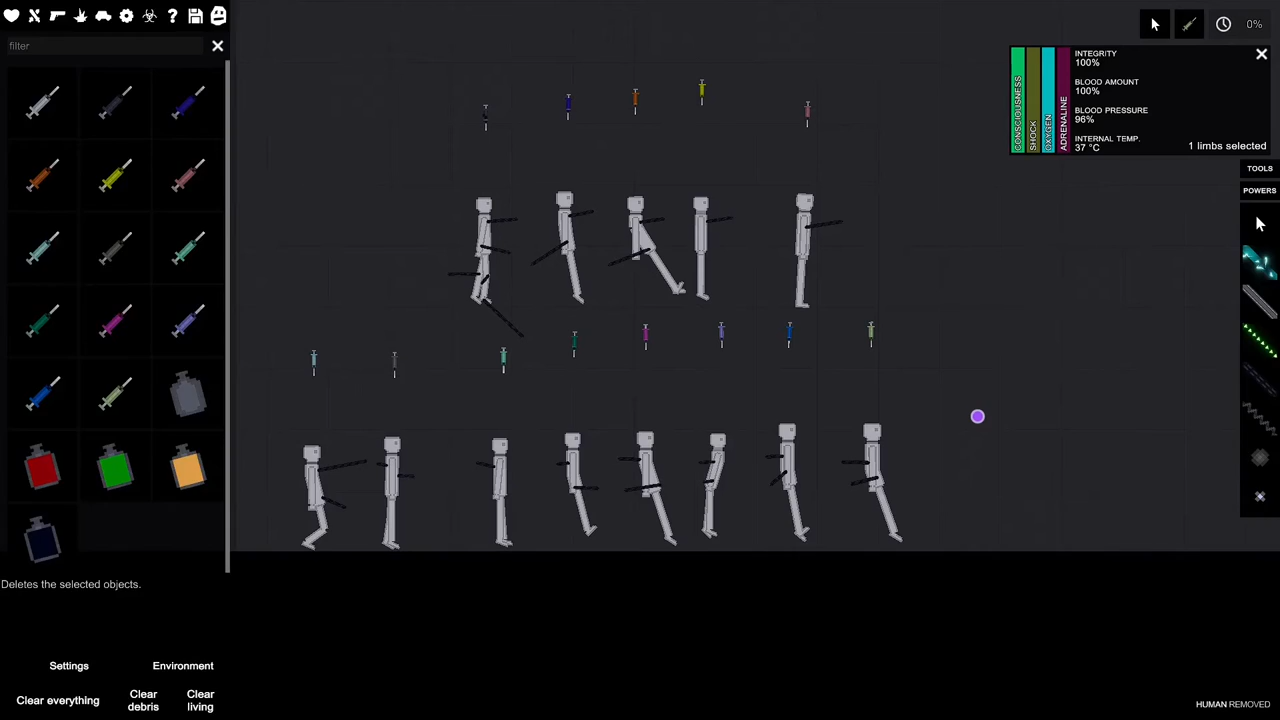 0%
filter
INTEGRITY
100%
BLOOD AMOUNT
100%
BLOOD PRESSURE
96%
INTERNAL TEMP.
37 °C
1 limbs selected
CONSCIOUSNESS
SHOCK
OXYGEN
ADRENALINE
TOOLS
POWERS
Deletes the selected objects.
Settings
Environment
Clear everything
Clear
debris
Clear
living
HUMAN REMOVED